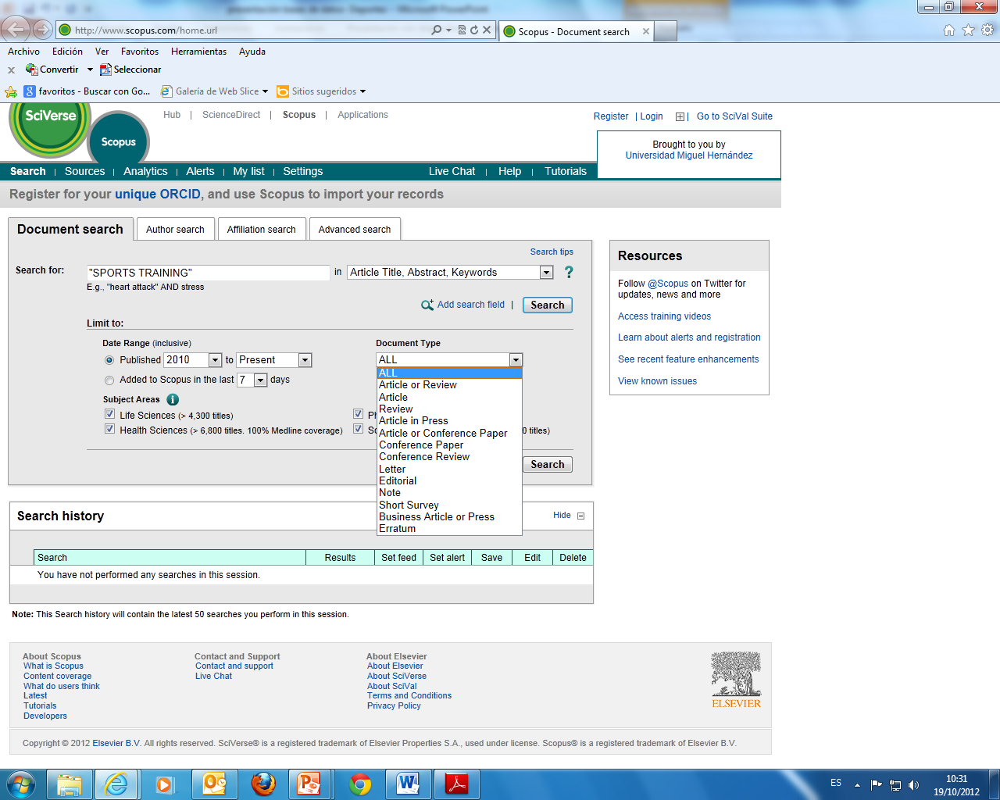 http://www.scopus.com/home.url
Scopus - Document search
Archivo Edición Ver Favoritos Herramientas Ayuda
x Convertir Seleccionar
favoritos - Buscar con Go... Galería de Web Slice Sitios sugeridos
SciVerse
Scopus
Hub | ScienceDirect | Scopus | Applications
Register | Login | Go to SciVal Suite
Brought to you by
Universidad Miguel Hernández
Search | Sources | Analytics | Alerts | My list | Settings Live Chat | Help | Tutorials
Register for your unique ORCID, and use Scopus to import your records
Document search Author search Affiliation search Advanced search
Search tips
Search for: "SPORTS TRAINING" in Article Title, Abstract, Keywords ?
E.g., "heart attack" AND stress
Add search field | Search
Limit to:
Date Range (inclusive)
Published 2010 to Present
Added to Scopus in the last 7 days
Document Type
ALL
ALL
Article or Review
Article
Review
Article in Press
Article or Conference Paper
Conference Paper
Conference Review
Letter
Editorial
Note
Short Survey
Business Article or Press
Erratum
Subject Areas i
Life Sciences (> 4,300 titles)
Health Sciences (> 6,800 titles. 100% Medline coverage)
0 titles)
Search
Resources
Follow @Scopus on Twitter for
updates, news and more
Access training videos
Learn about alerts and registration
See recent feature enhancements
View known issues
Search history Hide
Search Results Set feed Set alert Save Edit Delete
You have not performed any searches in this session.
Note: This Search history will contain the latest 50 searches you perform in this session.
About Scopus
What is Scopus
Content coverage
What do users think
Latest
Tutorials
Developers
Contact and Support
Contact and support
Live Chat
About Elsevier
About Elsevier
About SciVerse
About SciVal
Terms and Conditions
Privacy Policy
ELSEVIER
Copyright © 2012 Elsevier B.V. All rights reserved. SciVerse® is a registered trademark of Elsevier Properties S.A., used under license. Scopus® is a registered trademark of Elsevier B.V.
ES 10:31
19/10/2012